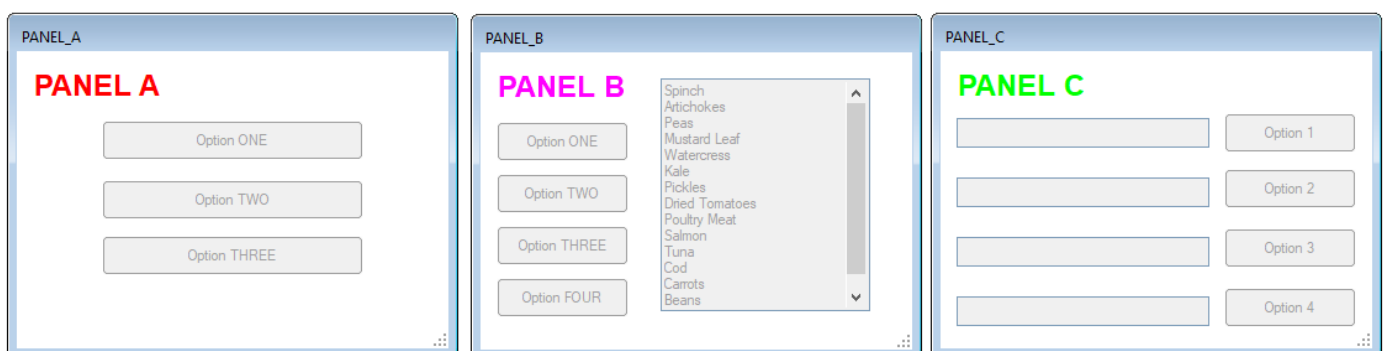 PANEL_A
PANEL A
Option ONE
Option TWO
Option THREE
PANEL_B
PANEL B
Option ONE
Option TWO
Option THREE
Option FOUR
Spinch
Artichokes
Peas
Mustard Leaf
Watercress
Kale
Pickles
Dried Tomatoes
Poultry Meat
Salmon
Tuna
Cod
Carrots
Beans
PANEL_C
PANEL C
Option 1
Option 2
Option 3
Option 4